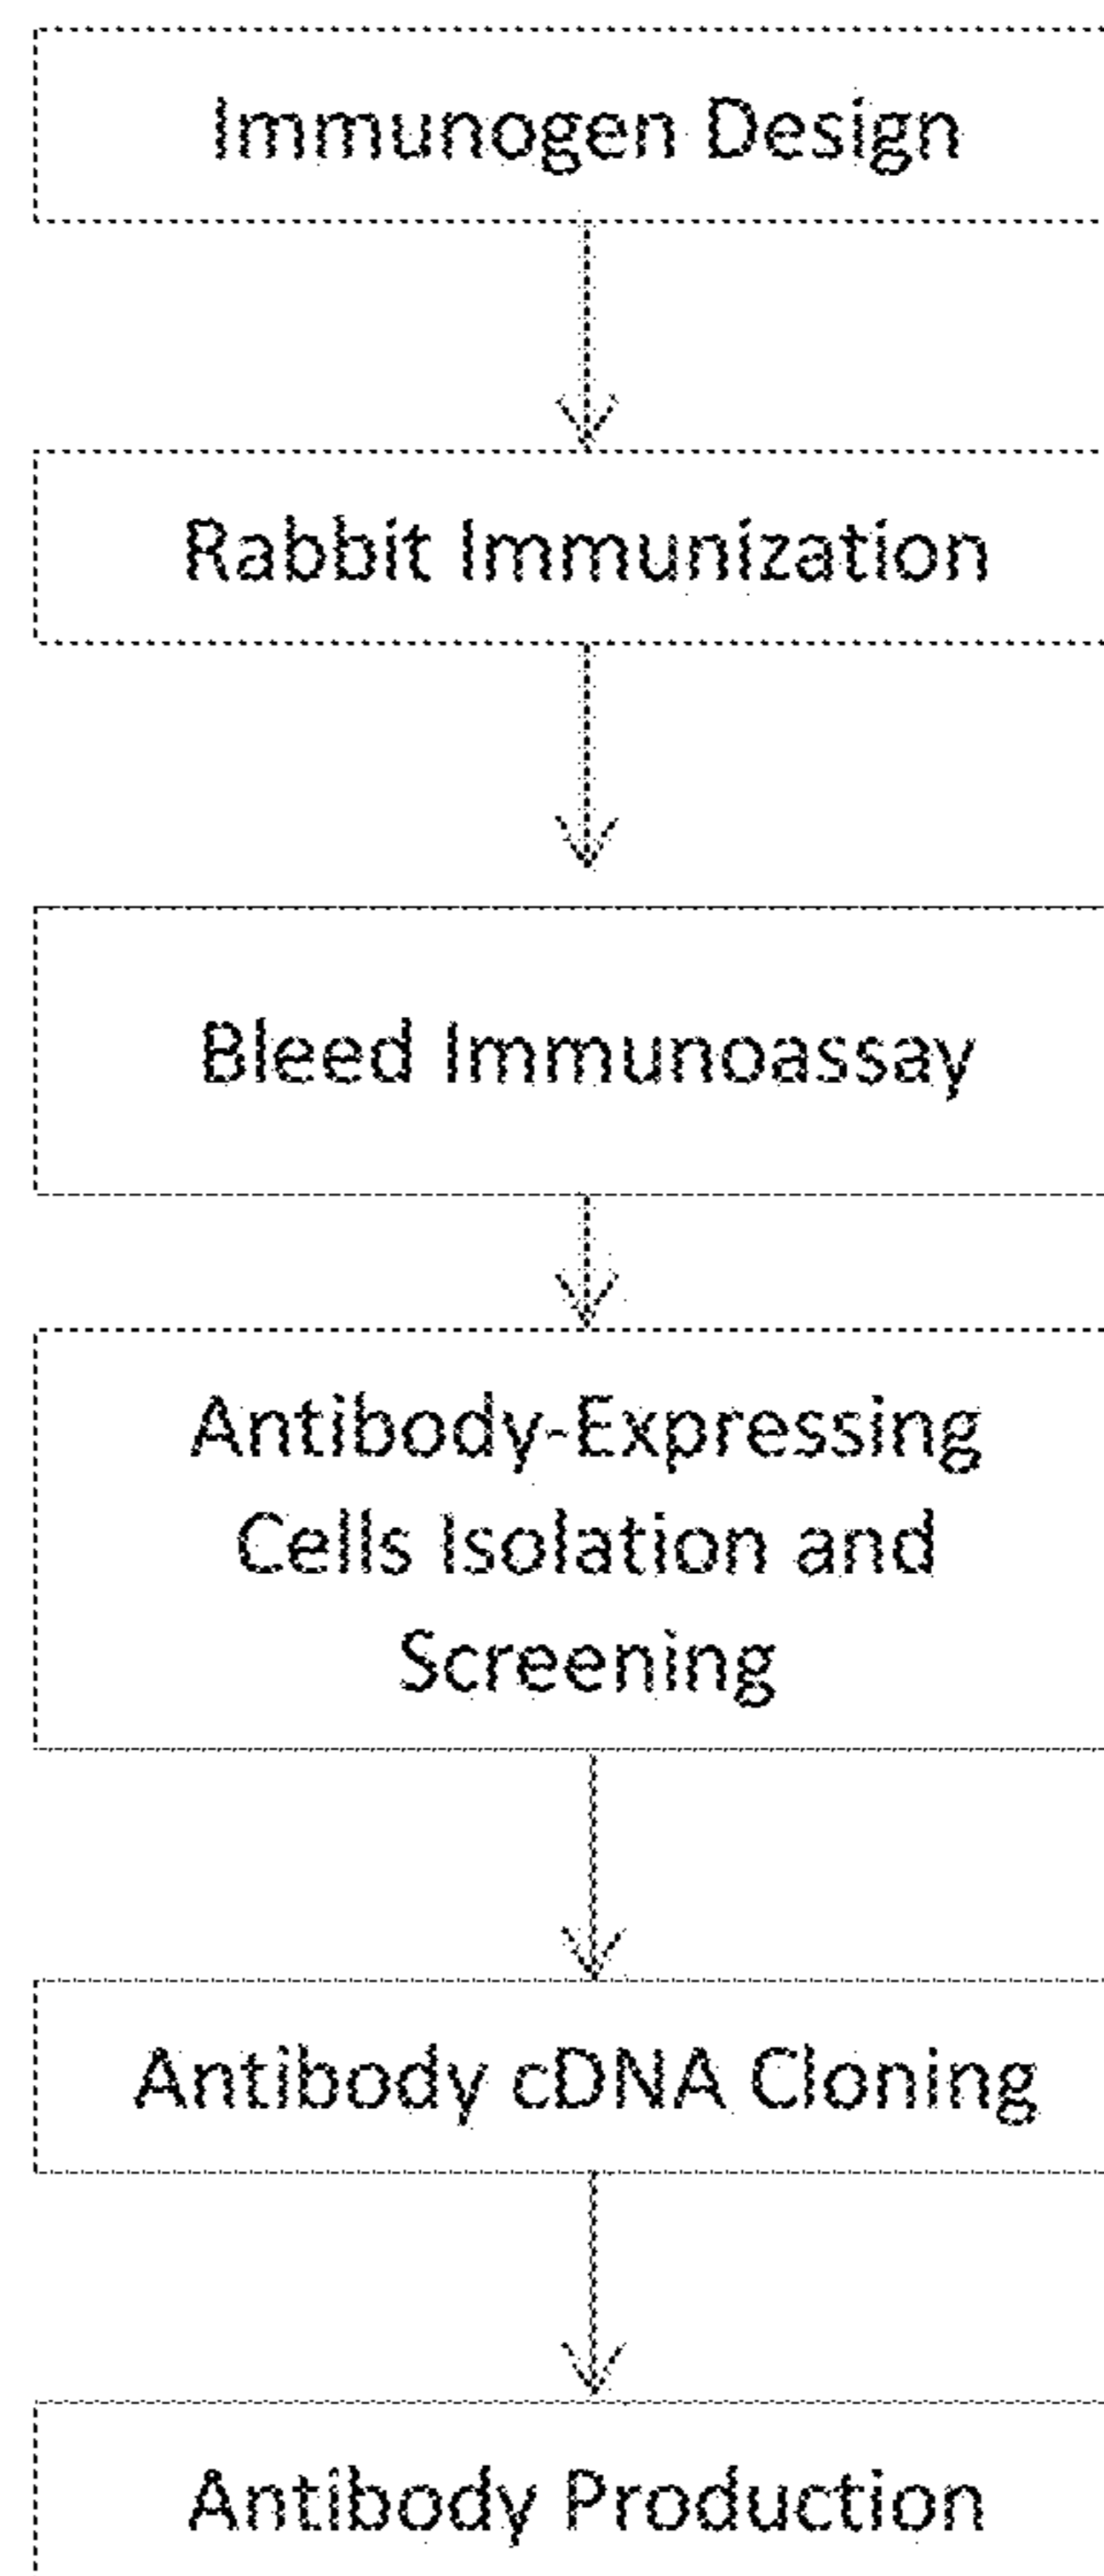 Immunogen Design
Rabbit Immunization
Bleed Immunoassay
Antibody-Expressing
Cells Isolation and
Screening
Antibody cDNA Cloning
Antibody Production